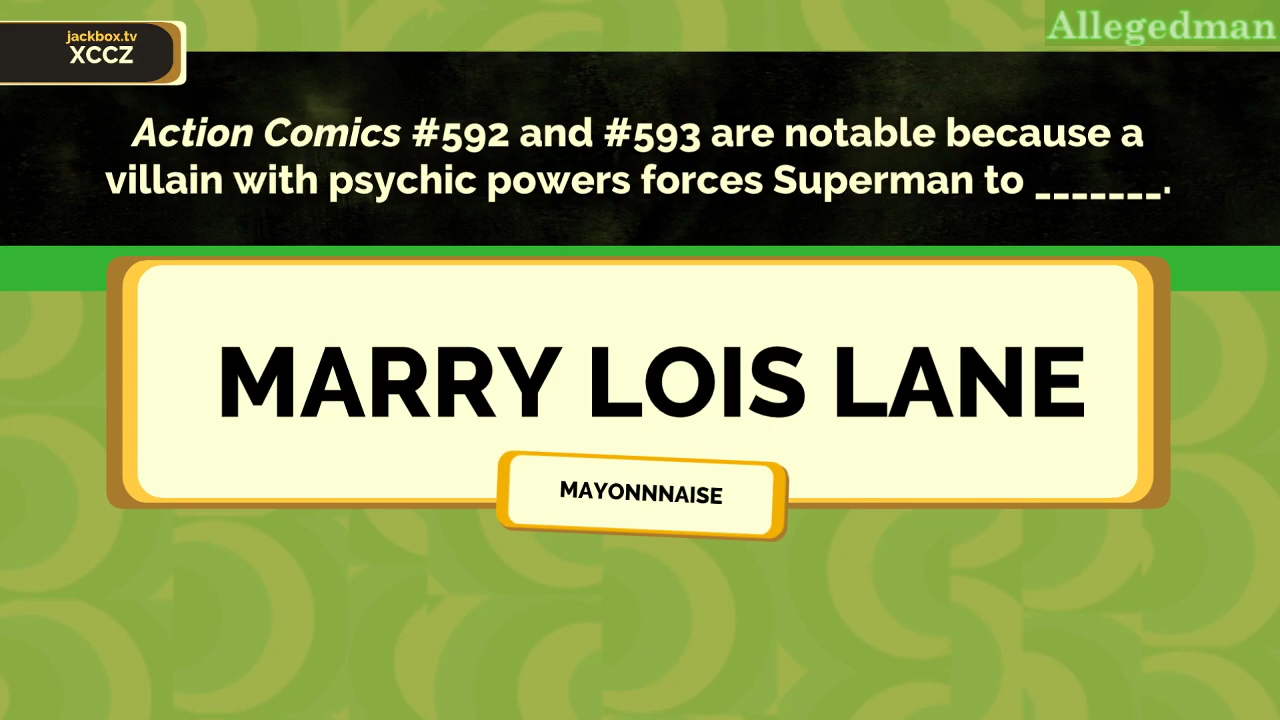 jackbox.tv
XCCZ
Allegedman
Action Comics #592 and #593 are notable because a
villain with psychic powers forces Superman to _______.
MARRY LOIS LANE
MAYONNNAISE